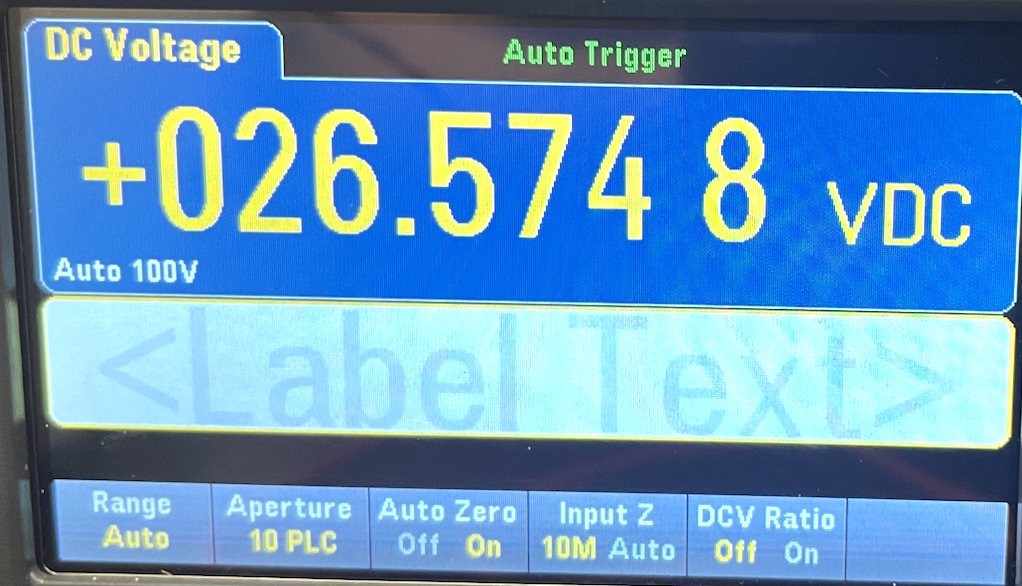 DC Voltage
Auto Trigger
+026.574 8 VDC
Auto 100V
<Label Text>
Range Aperture Auto Zero Input Z DCV Ratio
Auto 10 PLC Off On 10M Auto Off On